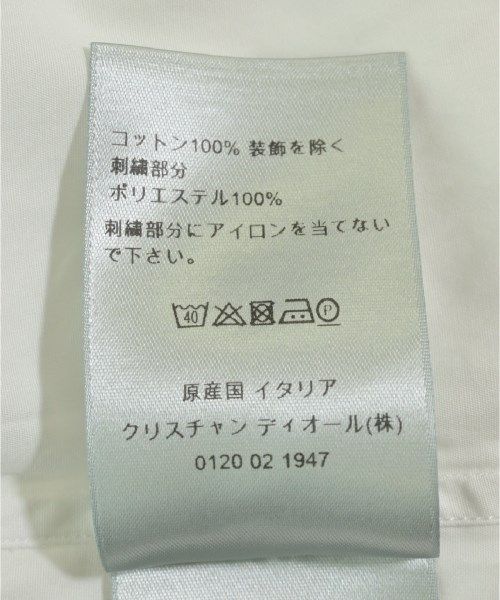 コットン100% 装飾を除く
刺繍部分
ポリエステル100%
刺繍部分にアイロンを当てない
で下さい。
40 P
原産国 イタリア
クリスチャン ディオール(株)
0120 02 1947